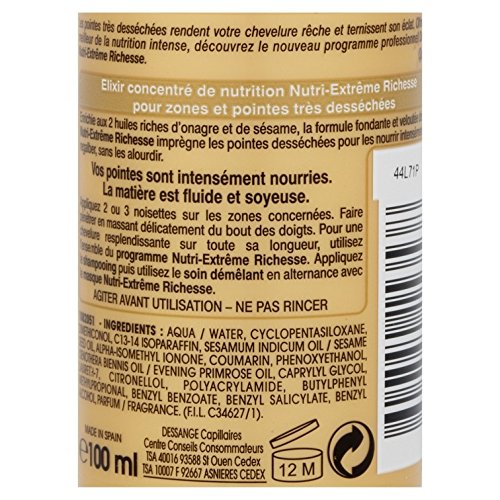 pointes très desséchées rendent votre chevelure rêche et ternissent son éclat.
meilleur de la nutrition intense, découvrez le nouveau programme professionnel
Nutri-Extrême Richesse.
Elixir concentré de nutrition Nutri-Extrême Richesse
pour zones et pointes très desséchées
Enrichie aux 2 huiles riches d'onagre et de sésame, la formule fondante et veloutée
Nutri-Extrême Richesse imprègne les pointes desséchées pour les nourrir intensément
sans les alourdir.
Vos pointes sont intensément nourries.
La matière est fluide et soyeuse.
Appliquez 2 ou 3 noisettes sur les zones concernées. Faire
en massant délicatement du bout des doigts. Pour une
chevelure resplendissante sur toute sa longueur, utilisez
l'ensemble du programme Nutri-Extrême Richesse. Appliquez
shampooing puis utilisez le soin démêlant en alternance avec
masque Nutri-Extrême Richesse.
AGITER AVANT UTILISATION – NE PAS RINCER
- INGREDIENTS : AQUA / WATER, CYCLOPENTASILOXANE,
C13-14 ISOPARAFFIN, SESAMUM INDICUM OIL / SESAME
OIL, ALPHA-ISOMETHYL IONONE, COUMARIN, PHENOXYETHANOL,
BIENNIS OIL / EVENING PRIMROSE OIL, CAPRYLYL GLYCOL,
CITRONELLOL, POLYACRYLAMIDE, BUTYLPHENYL
METHYLPROPIONAL, BENZYL BENZOATE, BENZYL SALICYLATE, BENZYL
ALCOHOL, PARFUM / FRAGRANCE. (F.I.L. C34627/1).
MADE IN SPAIN
e100 ml
DESSANGE Capillaires
Centre Conseils Consommateurs
TSA 40016 93588 St Ouen Cedex
TSA 10007 F 92667 ASNIERES CEDEX
12 M
44L71P